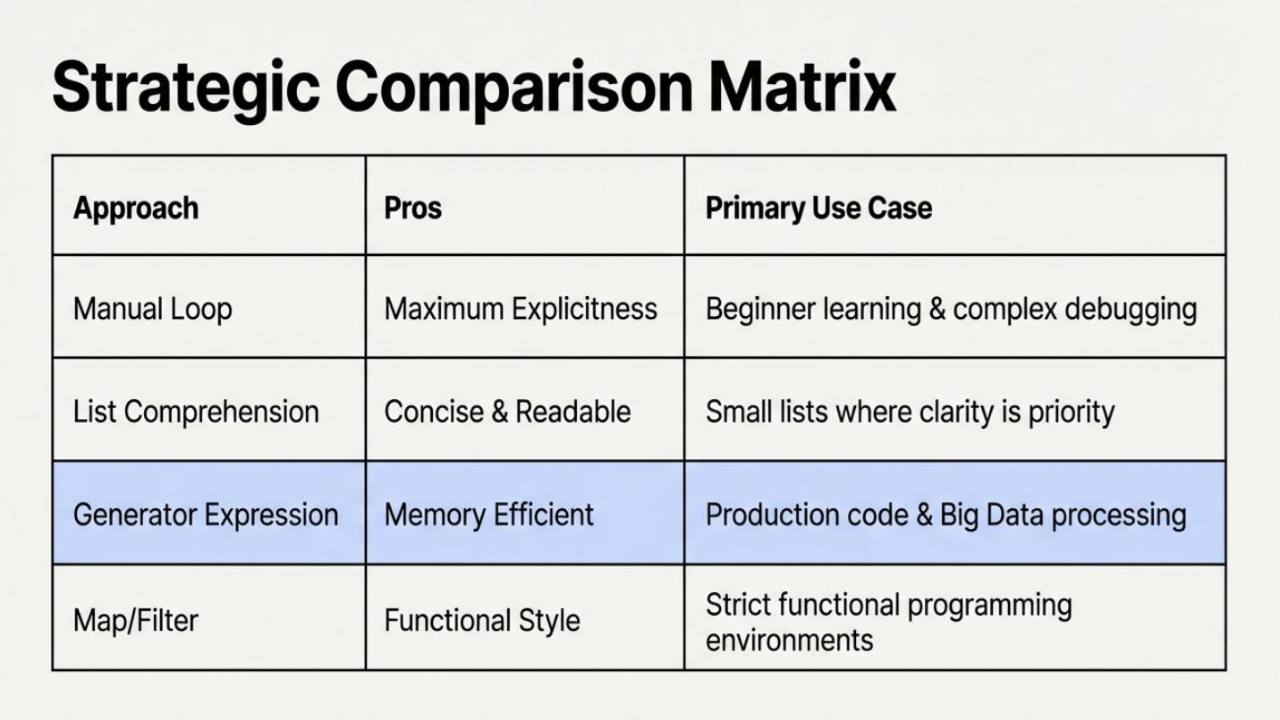 Strategic Comparison Matrix
Approach Pros Primary Use Case
Manual Loop Maximum Explicitness Beginner learning & complex debugging
List Comprehension Concise & Readable Small lists where clarity is priority
Generator Expression Memory Efficient Production code & Big Data processing
Map/Filter Functional Style Strict functional programming
environments